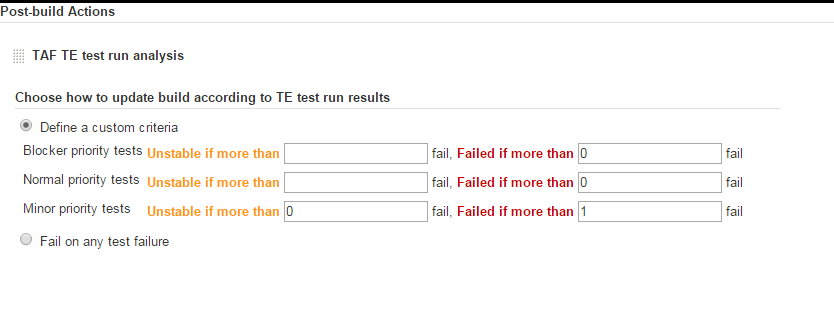 Post-build Actions
TAF TE test run analysis
Choose how to update build according to TE test run results
Define a custom criteria
Blocker priority tests Unstable if more than fail, Failed if more than 0 fail
Normal priority tests Unstable if more than fail, Failed if more than 0 fail
Minor priority tests Unstable if more than 0 fail, Failed if more than 1 fail
Fail on any test failure